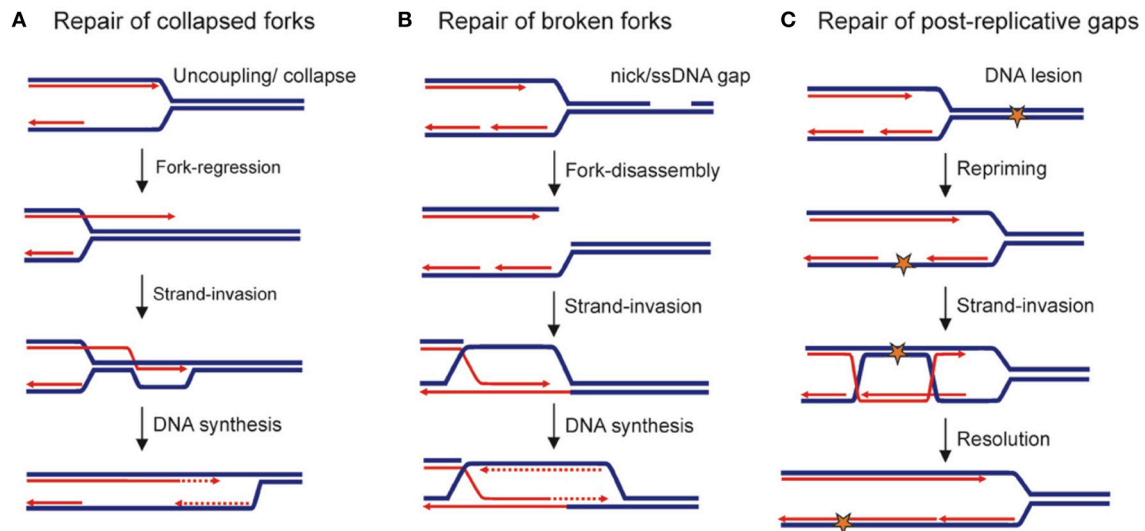 A Repair of collapsed forks
Uncoupling/ collapse
Fork-regression
Strand-invasion
DNA synthesis
B Repair of broken forks
nick/ssDNA gap
Fork-disassembly
Strand-invasion
DNA synthesis
C Repair of post-replicative gaps
DNA lesion
Repriming
Strand-invasion
Resolution